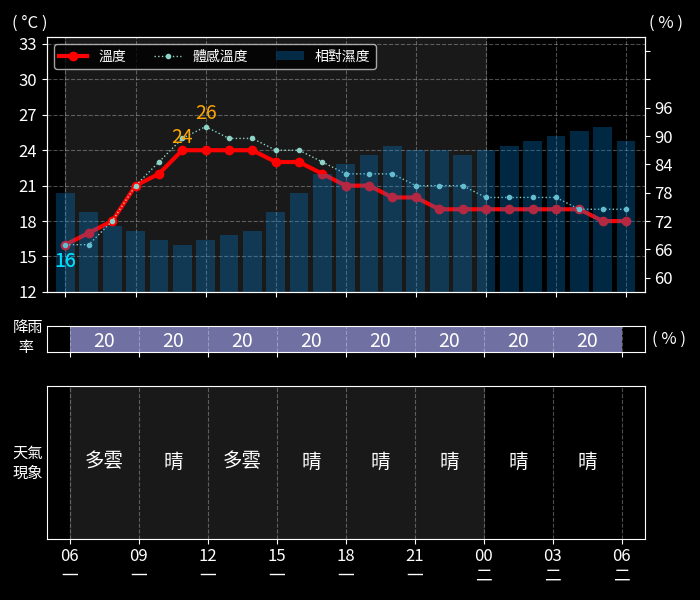 ( °C )
( % )
溫度
體感溫度
相對濕度
33
30
27
24
21
18
15
12
96
90
84
78
72
66
60
26
24
16
降雨率
20 20 20 20 20 20 20 20
( % )
天氣現象
多雲 晴 多雲 晴 晴 晴 晴 晴
06 09 12 15 18 21 00 03 06
一 一 一 一 一 一 二 二 二